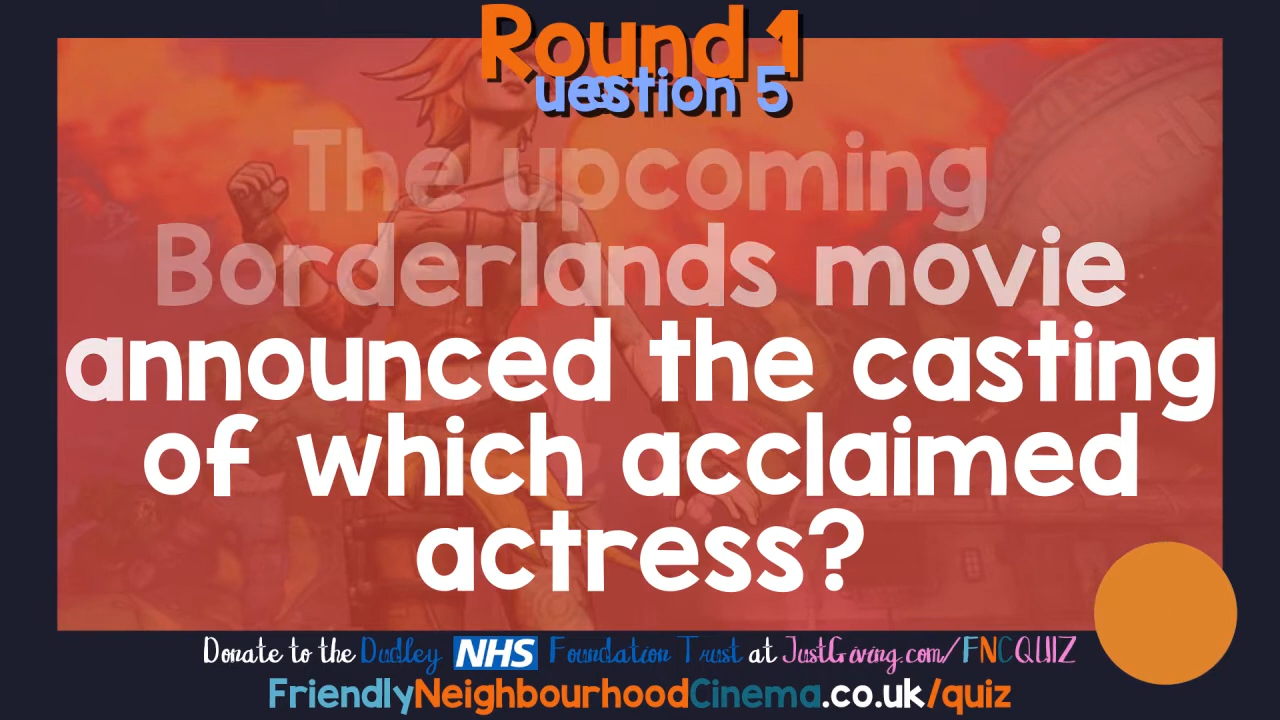 Round 1
uestion 5
The upcoming
Borderlands movie
announced the casting
of which acclaimed
actress?
Donate to the Dudley NHS Foundation Trust at JustGiving.com/FNCQUIZ
FriendlyNeighbourhoodCinema.co.uk/quiz